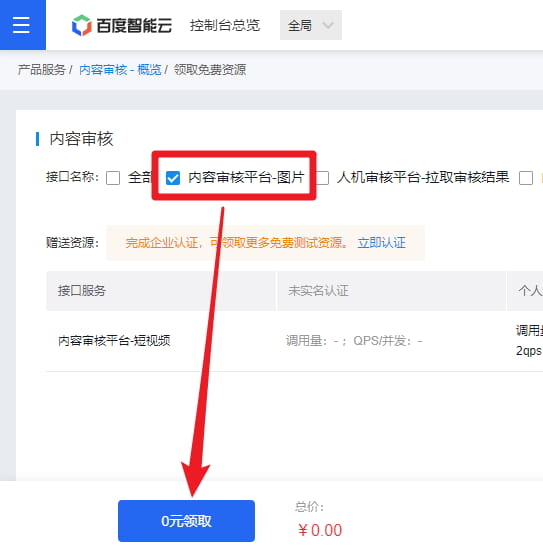 百度智能云 控制台总览 全局
产品服务 / 内容审核 - 概览 / 领取免费资源
内容审核
接口名称： 全部 内容审核平台-图片 人机审核平台-拉取审核结果
赠送资源： 完成企业认证，可领取更多免费测试资源。 立即认证
接口服务 未实名认证 个人
内容审核平台-短视频 调用量：- ；QPS/并发：- 调用量
2qps
0元领取 总价：
￥0.00